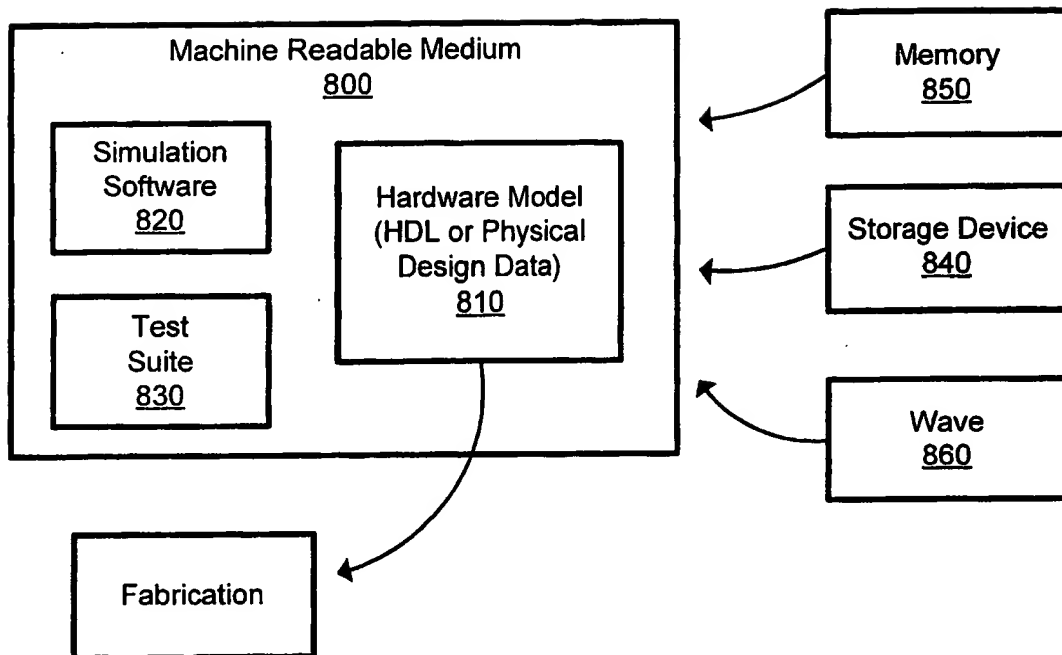 Machine Readable Medium
800
Simulation
Software
820
Test
Suite
830
Hardware Model
(HDL or Physical
Design Data)
810
Memory
850
Storage Device
840
Wave
860
Fabrication